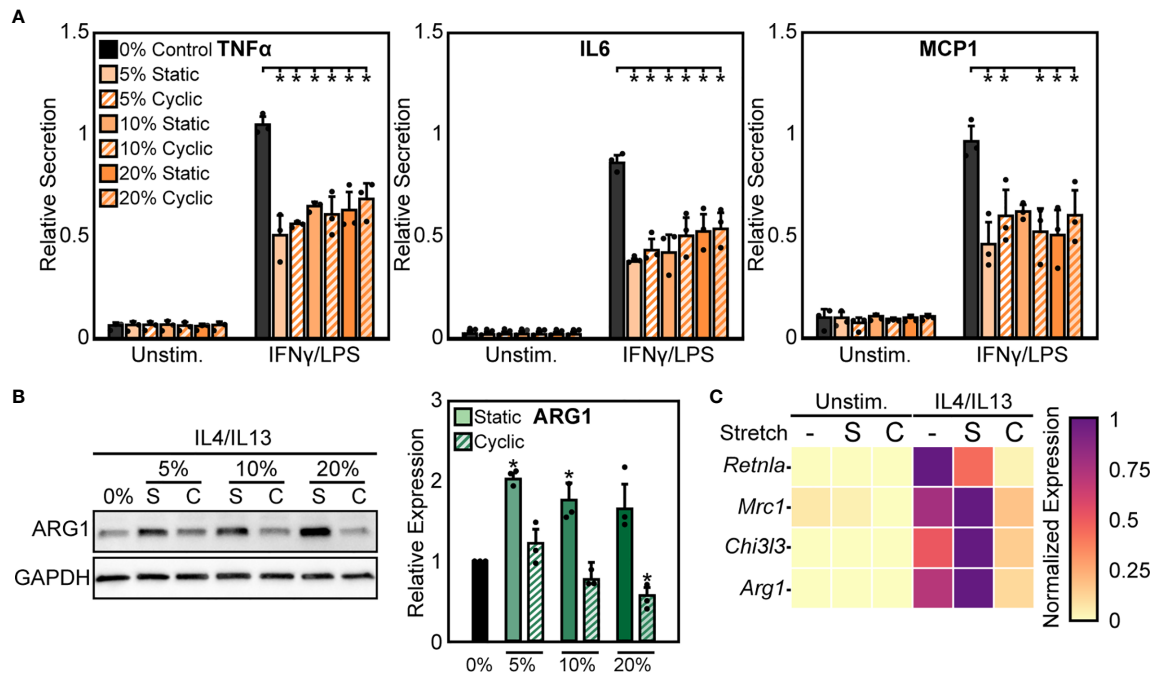 A
1.5
1
0.5
0
Relative Secretion
TNFα
0% Control
5% Static
5% Cyclic
10% Static
10% Cyclic
20% Static
20% Cyclic
* * * * * *
Unstim. IFNγ/LPS
1.5
1
0.5
0
Relative Secretion
IL6
* * * * * *
Unstim. IFNγ/LPS
1.5
1
0.5
0
Relative Secretion
MCP1
* * * * *
Unstim. IFNγ/LPS
B
IL4/IL13
5% 10% 20%
0% S C S C S C
ARG1
GAPDH
3
2
1
0
Relative Expression
Static
Cyclic
ARG1
* * *
0% 5% 10% 20%
C
Unstim. IL4/IL13
Stretch - S C - S C
Retnla-
Mrc1-
Chi3l3-
Arg1-
Normalized Expression
1
0.75
0.5
0.25
0